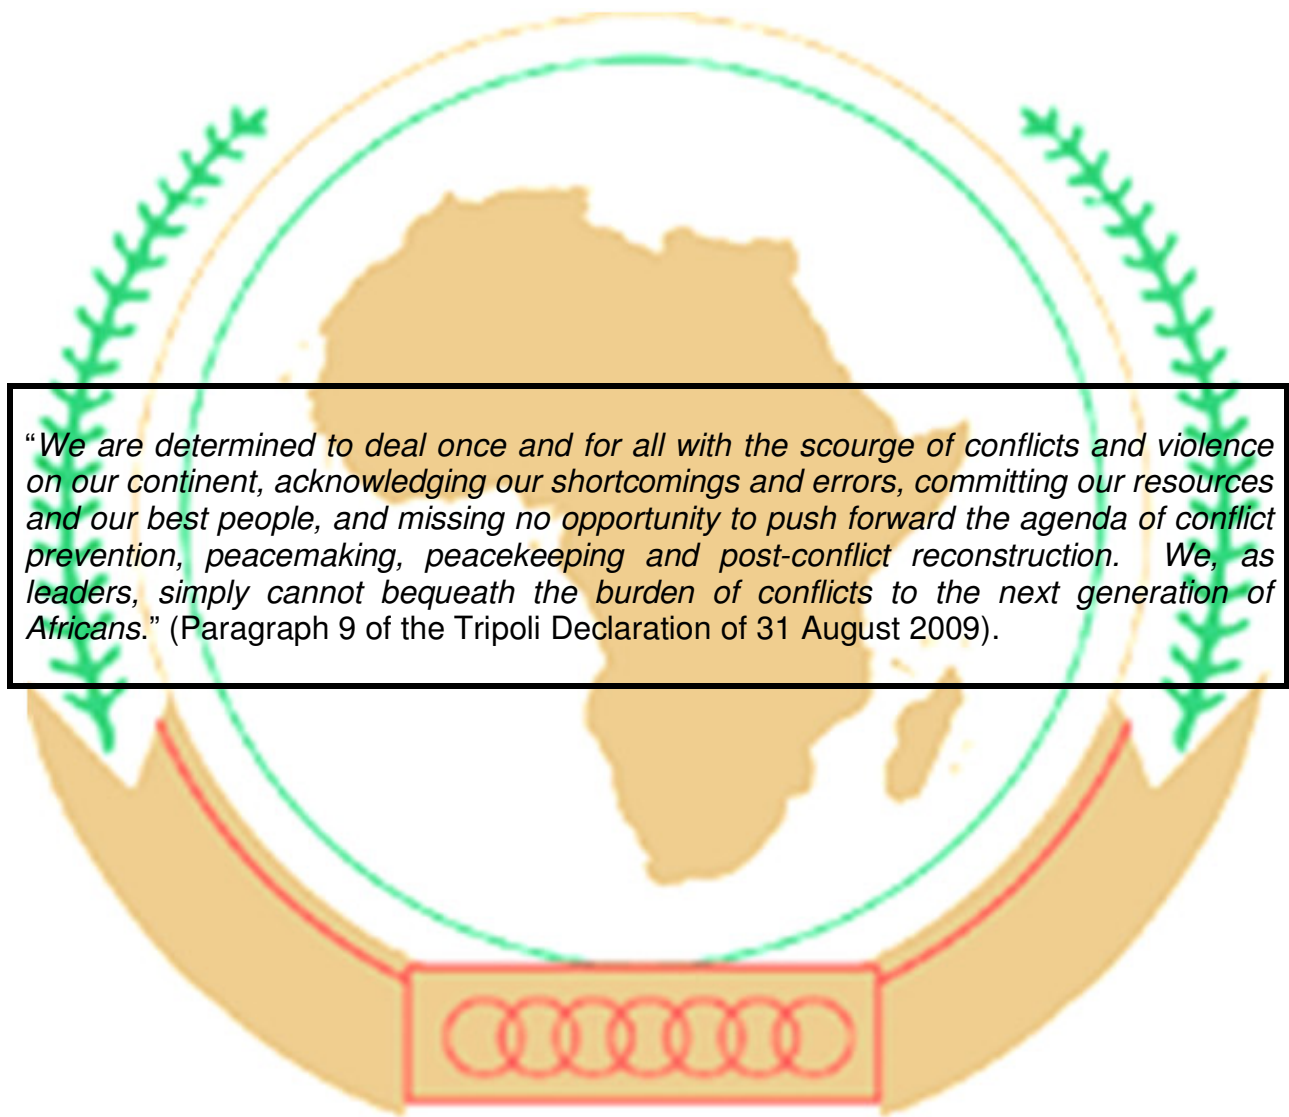 “We are determined to deal once and for all with the scourge of conflicts and violence
on our continent, acknowledging our shortcomings and errors, committing our resources
and our best people, and missing no opportunity to push forward the agenda of conflict
prevention, peacemaking, peacekeeping and post-conflict reconstruction. We, as
leaders, simply cannot bequeath the burden of conflicts to the next generation of
Africans.” (Paragraph 9 of the Tripoli Declaration of 31 August 2009).